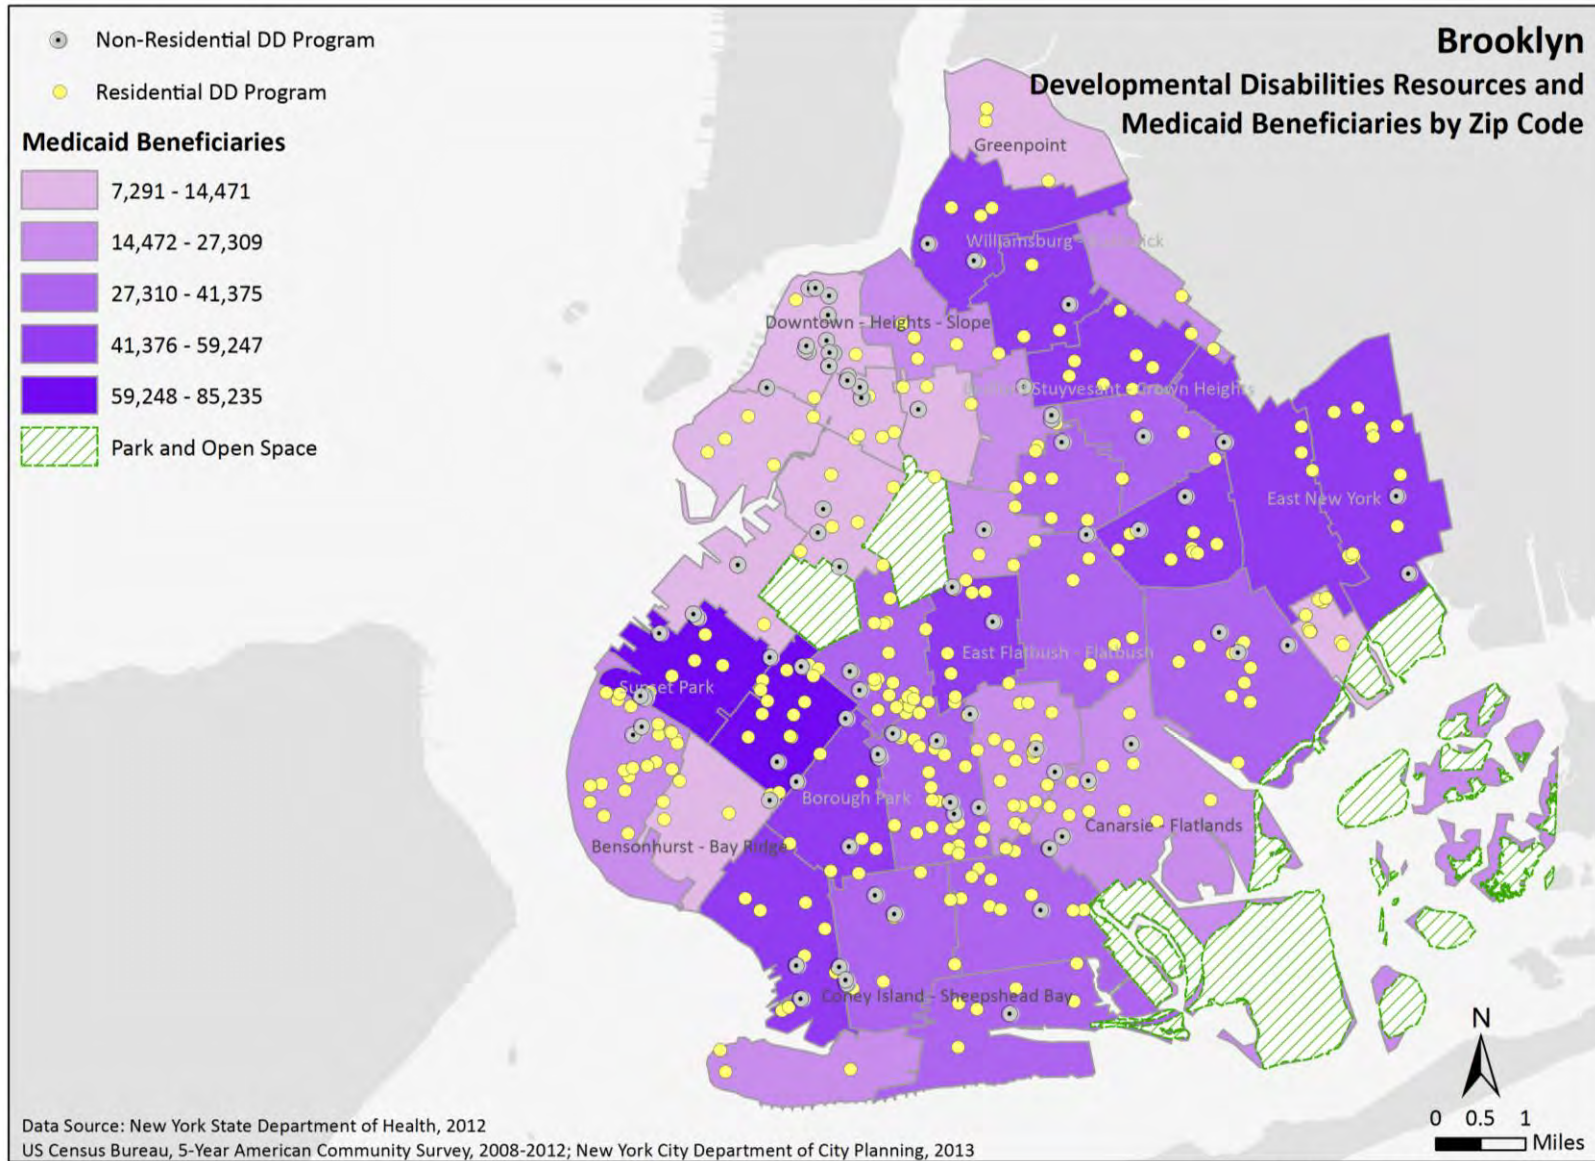 Non-Residential DD Program
Residential DD Program
Medicaid Beneficiaries
7,291 - 14,471
14,472 - 27,309
27,310 - 41,375
41,376 - 59,247
59,248 - 85,235
Park and Open Space
Brooklyn
Developmental Disabilities Resources and
Medicaid Beneficiaries by Zip Code
Greenpoint
Williamsburg -
Downtown - Heights - Slope
Stuyvesant - Crown Heights
East New York
East Flatbush - Flatbush
Sunset Park
Borough Park
Canarsie - Flatlands
Bensonhurst - Bay Ridge
Coney Island - Sheepshead Bay
N
0 0.5 1
Miles
Data Source: New York State Department of Health, 2012
US Census Bureau, 5-Year American Community Survey, 2008-2012; New York City Department of City Planning, 2013